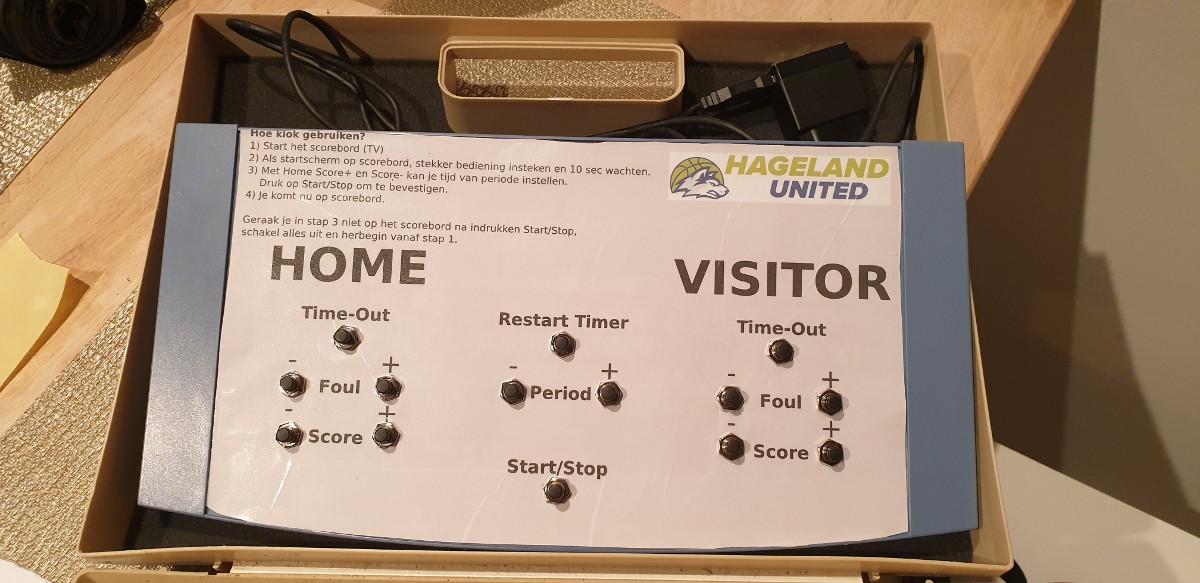 Hoe klok gebruiken?
1) Start het scorebord (TV)
2) Als startscherm op scorebord, stekker bediening insteken en 10 sec wachten.
3) Met Home Score+ en Score- kan je tijd van periode instellen.
Druk op Start/Stop om te bevestigen.
4) Je komt nu op scorebord.
Geraak je in stap 3 niet op het scorebord na indrukken Start/Stop,
schakel alles uit en herbegin vanaf stap 1.
HAGELAND
UNITED
HOME
VISITOR
Time-Out
Restart Timer
Time-Out
- +
- Foul +
- Period +
- Foul +
- Score +
Score
Start/Stop